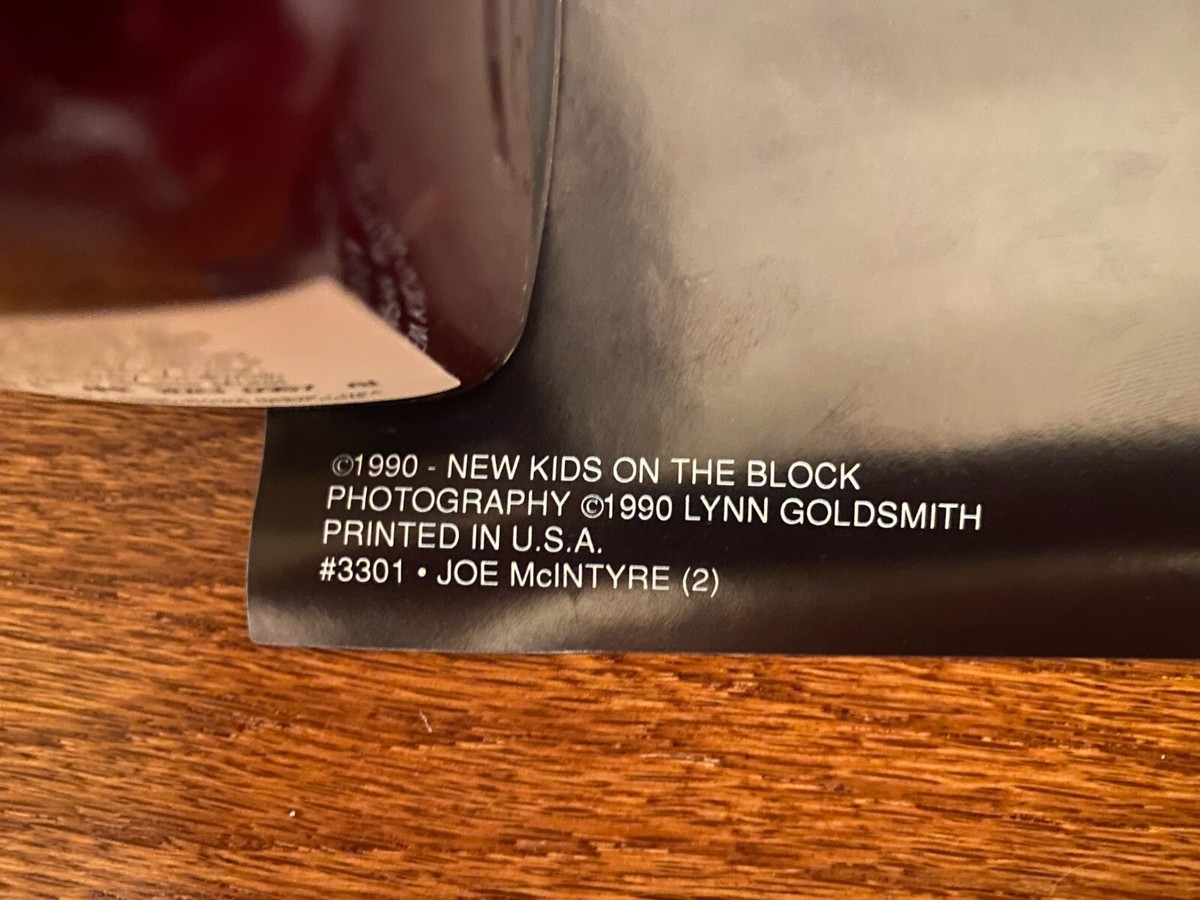 ©1990 - NEW KIDS ON THE BLOCK
PHOTOGRAPHY ©1990 LYNN GOLDSMITH
PRINTED IN U.S.A.
#3301 • JOE McINTYRE (2)